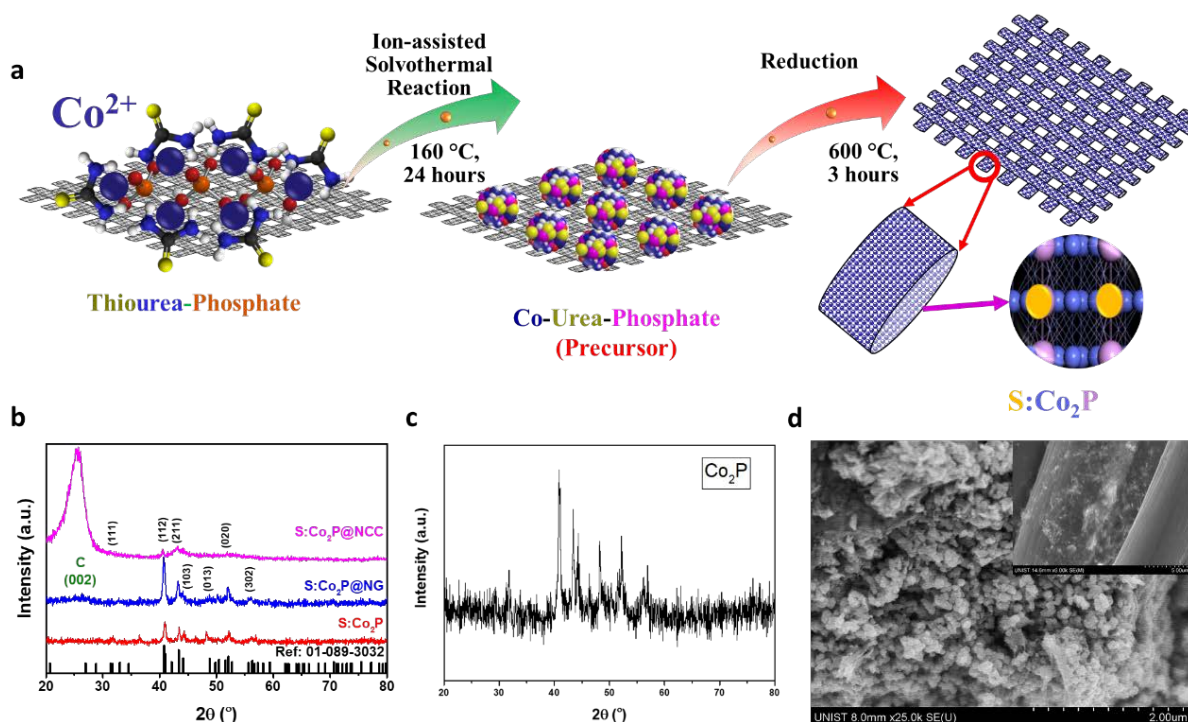 a
Co2+
Ion-assisted
Solvothermal
Reaction
160 °C,
24 hours
Reduction
600 °C,
3 hours
Thiourea-Phosphate
Co-Urea-Phosphate
(Precursor)
S:Co2P
b
Intensity (a.u.)
C
(002)
(111)
(112)
(211)
(020)
S:Co2P@NCC
(103)
(013)
(302)
S:Co2P@NG
S:Co2P
Ref: 01-089-3032
20 30 40 50 60 70 80
2θ (°)
c
Intensity (a.u.)
Co2P
20 30 40 50 60 70 80
2θ (°)
d
UNIST 8.0mm x25.0k SE(U)
2.00um